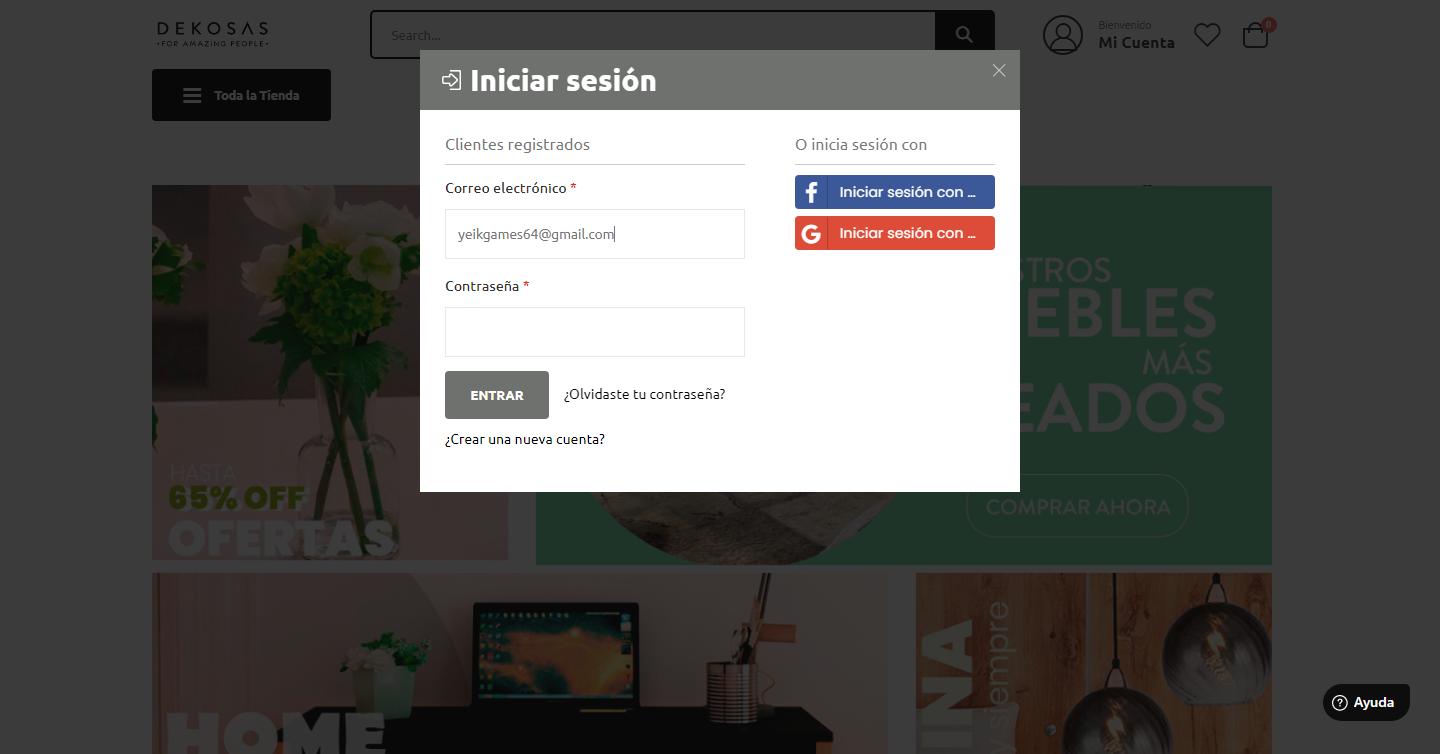 DEKOSAS
•FOR AMAZING PEOPLE•
Search...
Bienvenido
Mi Cuenta
0
Toda la Tienda
Iniciar sesión
Clientes registrados
Correo electrónico *
yeikgames64@gmail.com
Contraseña *
ENTRAR
¿Olvidaste tu contraseña?
¿Crear una nueva cuenta?
O inicia sesión con
Iniciar sesión con ...
Iniciar sesión con ...
HASTA
65% OFF
OFERTAS
STROS
EBLES
MÁS
EADOS
COMPRAR AHORA
HOME
INA
y siempre
Ayuda